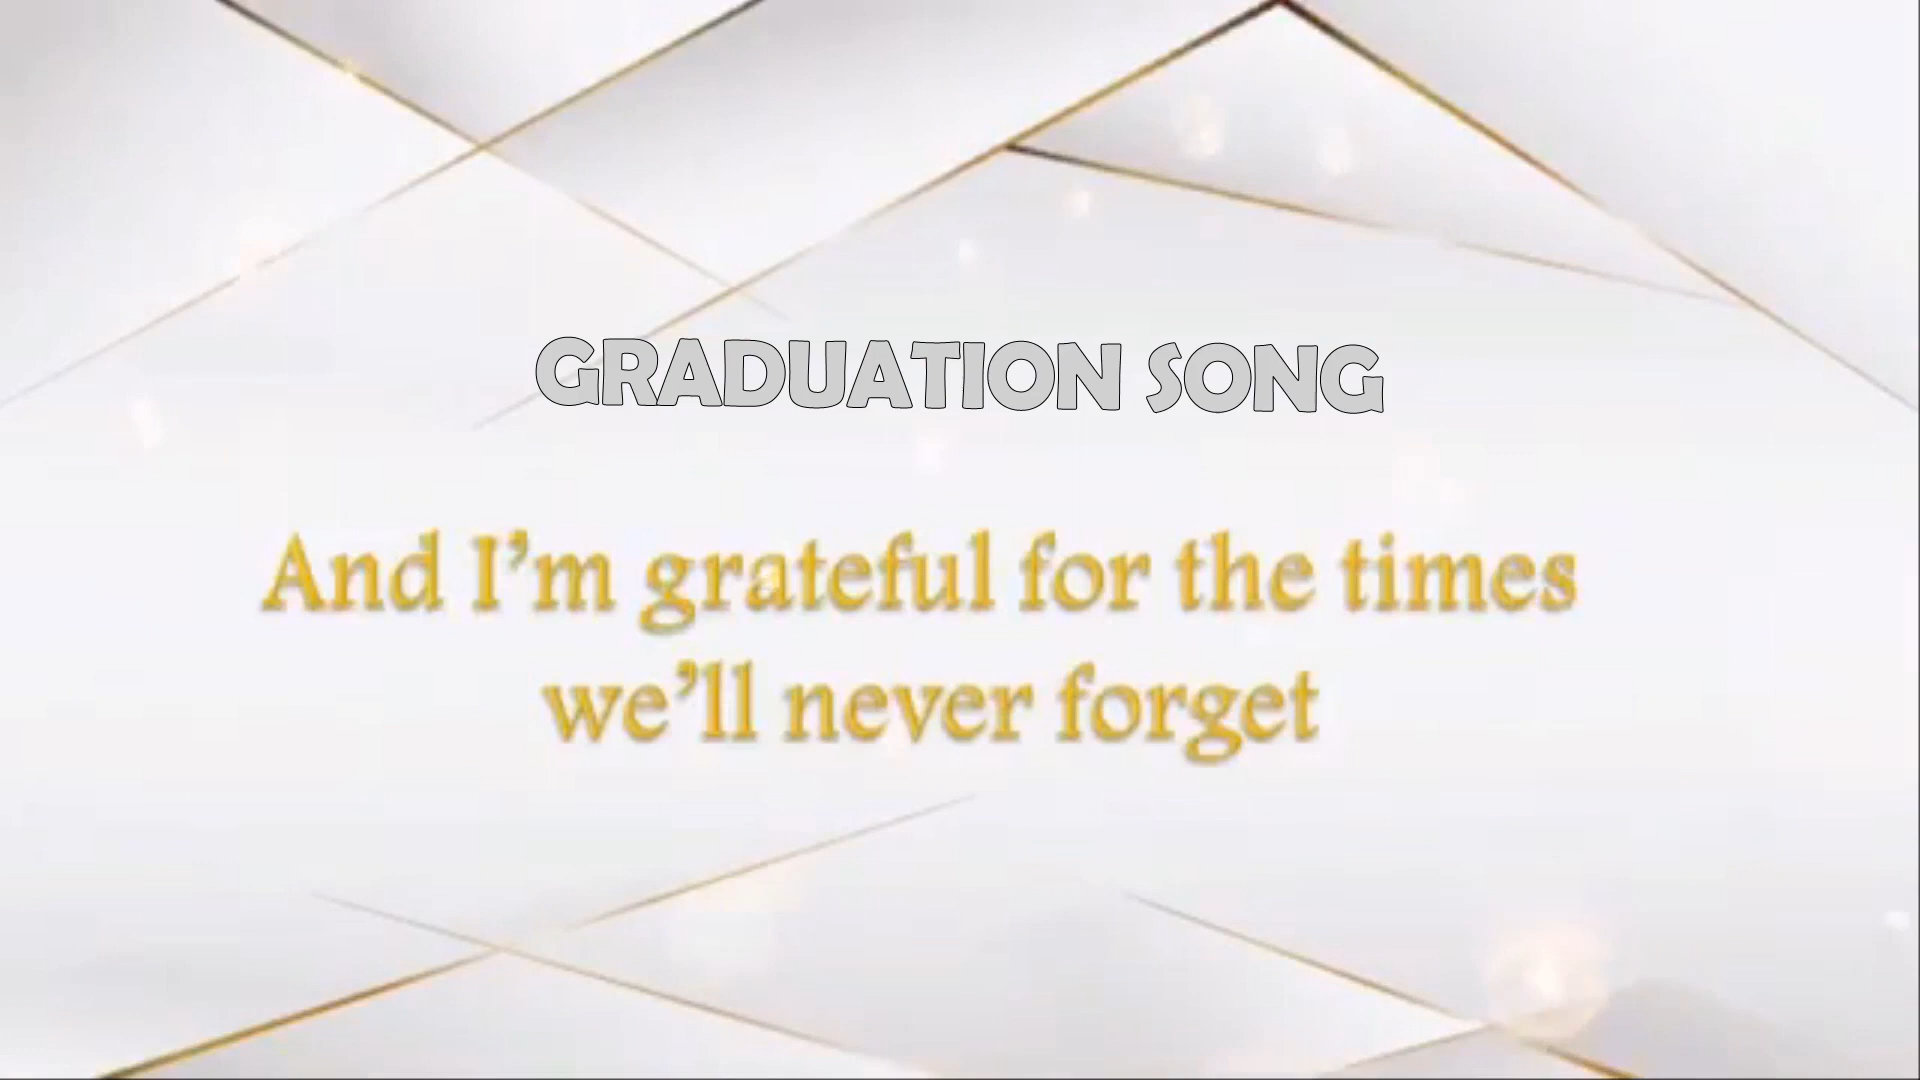 GRADUATION SONG
And I’m grateful for the times
we’ll never forget